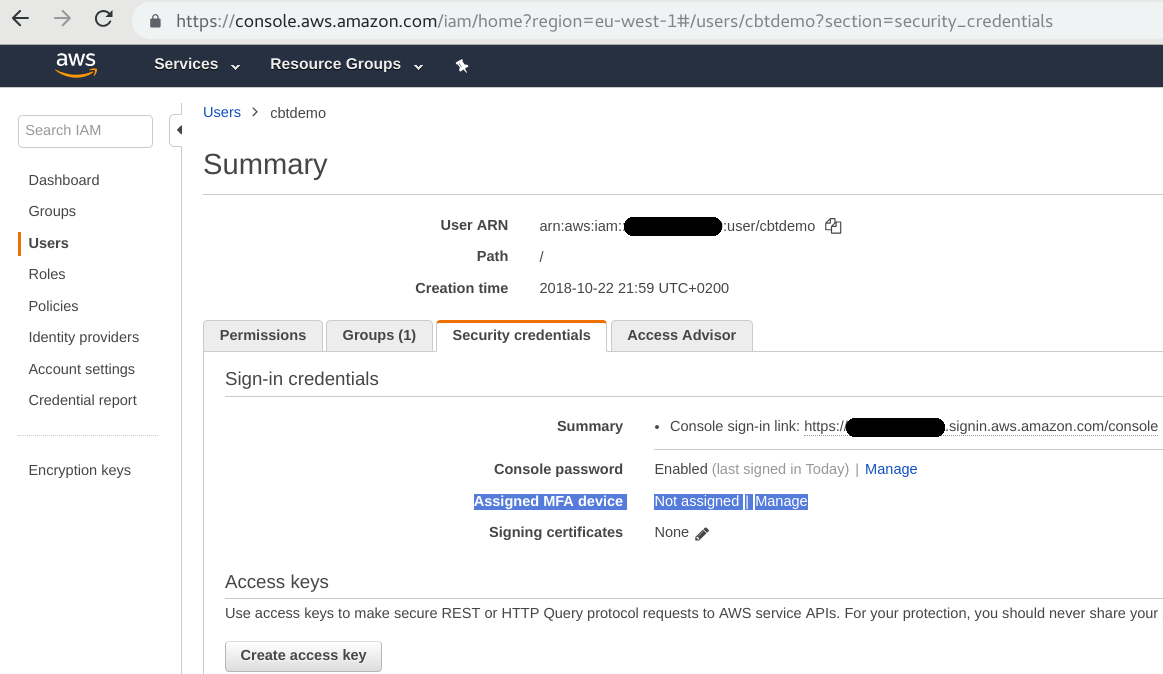 https://console.aws.amazon.com/iam/home?region=eu-west-1#/users/cbtdemo?section=security_credentials
aws Services Resource Groups
Search IAM
Dashboard
Groups
Users
Roles
Policies
Identity providers
Account settings
Credential report
Encryption keys
Users > cbtdemo
Summary
User ARN arn:aws:iam:: :user/cbtdemo
Path /
Creation time 2018-10-22 21:59 UTC+0200
Permissions Groups (1) Security credentials Access Advisor
Sign-in credentials
Summary • Console sign-in link: https:// .signin.aws.amazon.com/console
Console password Enabled (last signed in Today) | Manage
Assigned MFA device Not assigned | Manage
Signing certificates None
Access keys
Use access keys to make secure REST or HTTP Query protocol requests to AWS service APIs. For your protection, you should never share your
Create access key